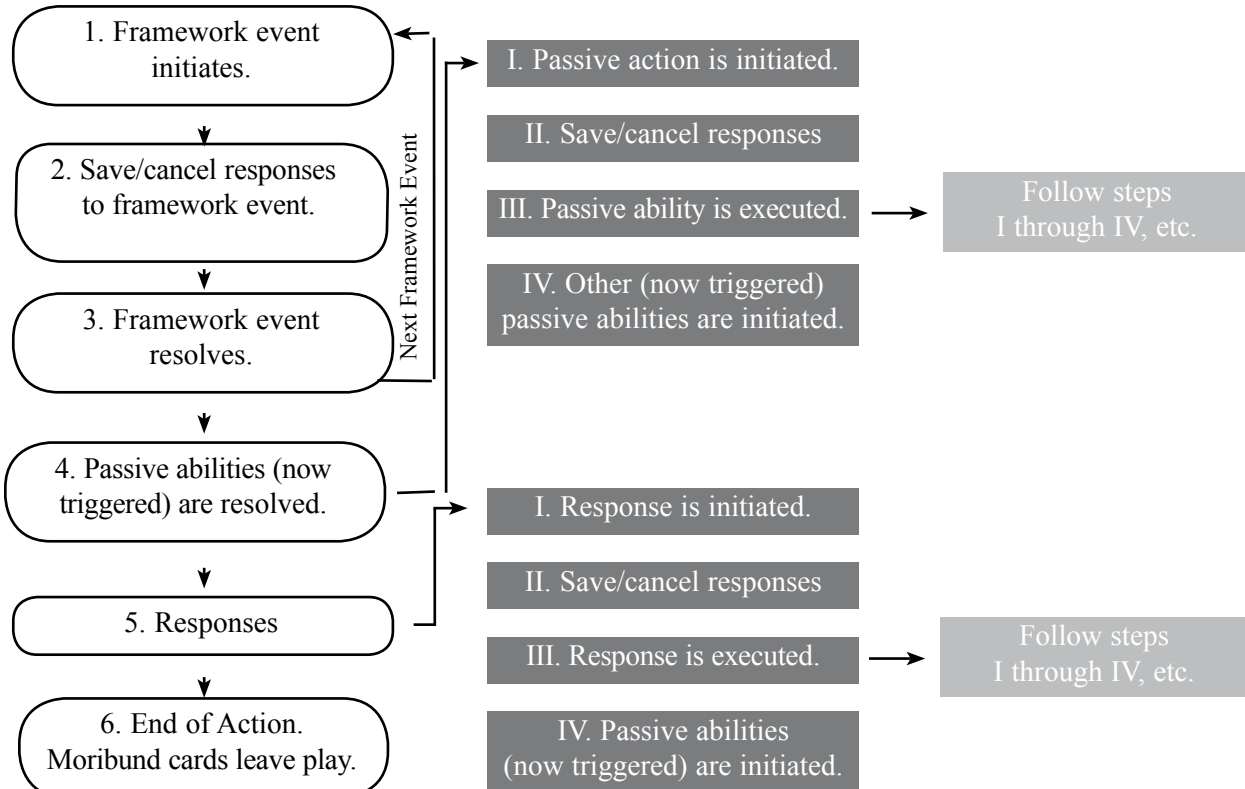 1. Framework event
initiates.
2. Save/cancel responses
to framework event.
3. Framework event
resolves.
Next Framework Event
4. Passive abilities (now
triggered) are resolved.
5. Responses
6. End of Action.
Moribund cards leave play.
I. Passive action is initiated.
II. Save/cancel responses
III. Passive ability is executed.
IV. Other (now triggered)
passive abilities are initiated.
Follow steps
I through IV, etc.
I. Response is initiated.
II. Save/cancel responses
III. Response is executed.
IV. Passive abilities
(now triggered) are initiated.
Follow steps
I through IV, etc.